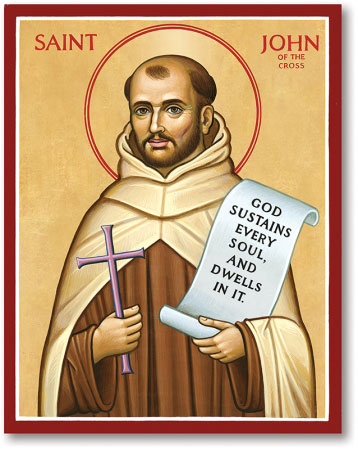 SAINT JOHN
OF THE
CROSS
GOD
SUSTAINS
EVERY
SOUL,
AND
DWELLS
IN IT.